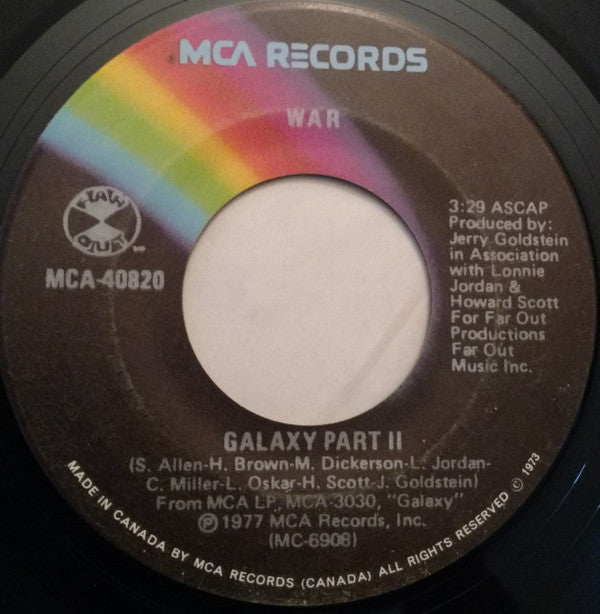 ®MCA RECORDS
WAR
FAR
OUT
™
MCA-40820
3:29 ASCAP
Produced by:
Jerry Goldstein
in Association
with Lonnie
Jordan &
Howard Scott
For Far Out
Productions
Far Out
Music Inc.
GALAXY PART II
(S. Allen-H. Brown-M. Dickerson-L. Jordan-
C. Miller-L. Oskar-H. Scott-J. Goldstein)
From MCA LP, MCA-3030, "Galaxy"
℗1977 MCA Records, Inc.
(MC-6908)
MADE IN CANADA BY MCA RECORDS (CANADA) ALL RIGHTS RESERVED © 1973